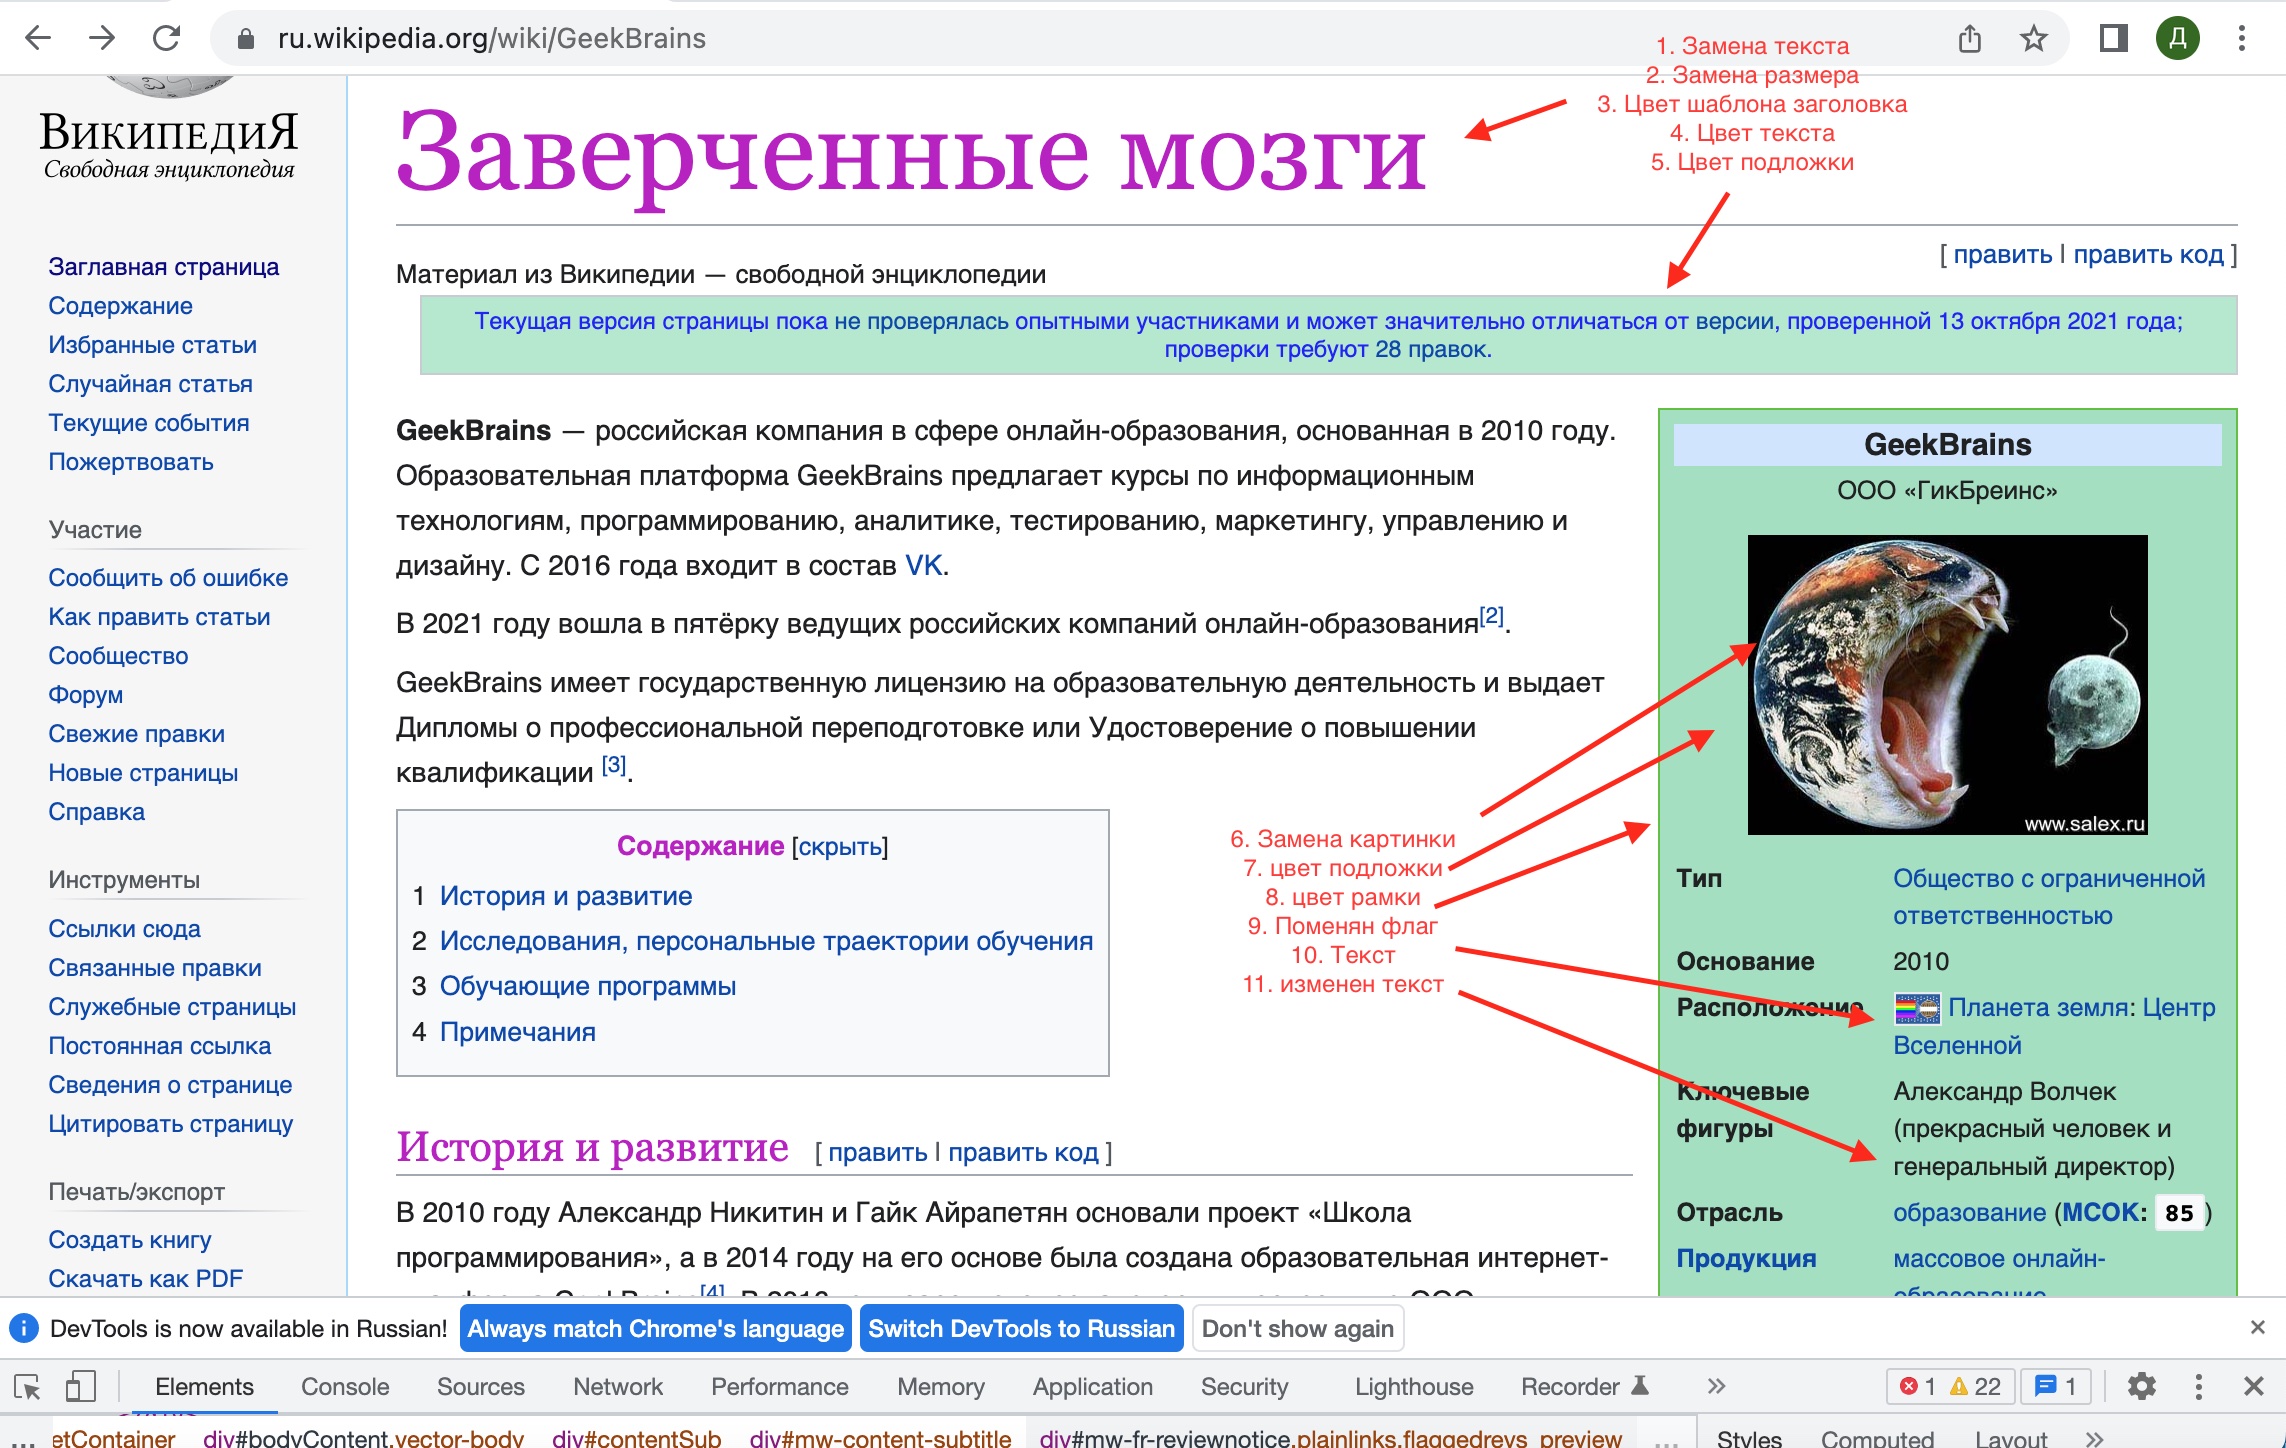 ru.wikipedia.org/wiki/GeekBrains
Д
1. Замена текста
2. Замена размера
3. Цвет шаблона заголовка
4. Цвет текста
5. Цвет подложки
ВИКИПЕДИЯ
Свободная энциклопедия
Заглавная страница
Содержание
Избранные статьи
Случайная статья
Текущие события
Пожертвовать
Участие
Сообщить об ошибке
Как править статьи
Сообщество
Форум
Свежие правки
Новые страницы
Справка
Инструменты
Ссылки сюда
Связанные правки
Служебные страницы
Постоянная ссылка
Сведения о странице
Цитировать страницу
Печать/экспорт
Создать книгу
Скачать как PDF
Заверченные мозги
[ править | править код ]
Материал из Википедии — свободной энциклопедии
Текущая версия страницы пока не проверялась опытными участниками и может значительно отличаться от версии, проверенной 13 октября 2021 года;
проверки требуют 28 правок.
GeekBrains — российская компания в сфере онлайн-образования, основанная в 2010 году.
Образовательная платформа GeekBrains предлагает курсы по информационным
технологиям, программированию, аналитике, тестированию, маркетингу, управлению и
дизайну. С 2016 года входит в состав VK.
В 2021 году вошла в пятёрку ведущих российских компаний онлайн-образования[2].
GeekBrains имеет государственную лицензию на образовательную деятельность и выдает
Дипломы о профессиональной переподготовке или Удостоверение о повышении
квалификации [3].
Содержание [скрыть]
1 История и развитие
2 Исследования, персональные траектории обучения
3 Обучающие программы
4 Примечания
6. Замена картинки
7. цвет подложки
8. цвет рамки
9. Поменян флаг
10. Текст
11. изменен текст
История и развитие [ править | править код ]
В 2010 году Александр Никитин и Гайк Айрапетян основали проект «Школа
программирования», а в 2014 году на его основе была создана образовательная интернет-
GeekBrains
ООО «ГикБреинс»
www.salex.ru
Тип Общество с ограниченной
ответственностью
Основание 2010
Расположение Планета земля: Центр
Вселенной
Ключевые Александр Волчек
фигуры (прекрасный человек и
генеральный директор)
Отрасль образование (МСОК: 85)
Продукция массовое онлайн-
образование
DevTools is now available in Russian! Always match Chrome's language Switch DevTools to Russian Don't show again
Elements Console Sources Network Performance Memory Application Security Lighthouse Recorder 1 22 1
... etContainer div#bodyContent.vector-body div#contentSub div#mw-content-subtitle div#mw-fr-reviewnotice.plainlinks.flaggedrevs_preview ... Styles Computed Layout